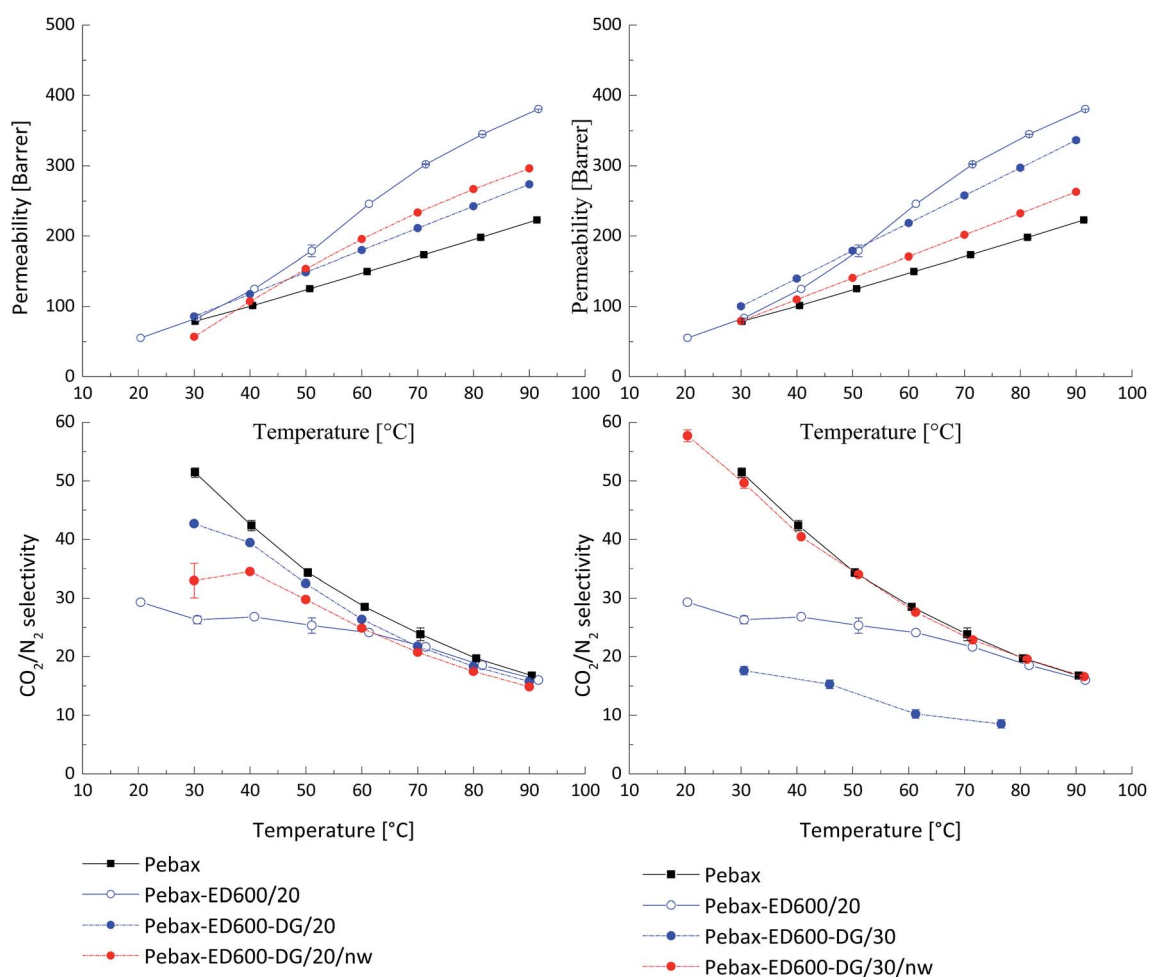 500
400
300
200
100
0
Permeability [Barrer]
10 20 30 40 50 60 70 80 90 100
Temperature [°C]
500
400
300
200
100
0
Permeability [Barrer]
10 20 30 40 50 60 70 80 90 100
Temperature [°C]
60
50
40
30
20
10
0
CO₂/N₂ selectivity
10 20 30 40 50 60 70 80 90 100
Temperature [°C]
60
50
40
30
20
10
0
CO₂/N₂ selectivity
10 20 30 40 50 60 70 80 90 100
Temperature [°C]
Pebax
Pebax-ED600/20
Pebax-ED600-DG/20
Pebax-ED600-DG/20/nw
Pebax
Pebax-ED600/20
Pebax-ED600-DG/30
Pebax-ED600-DG/30/nw